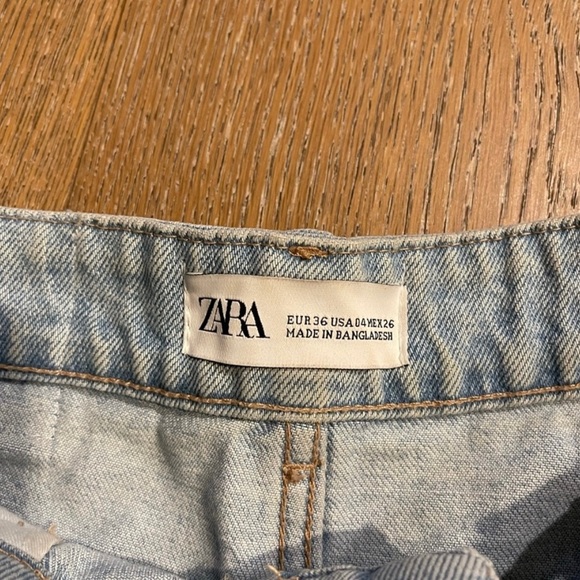 ZARA
EUR 36 USA 04 MEX 26
MADE IN BANGLADESH